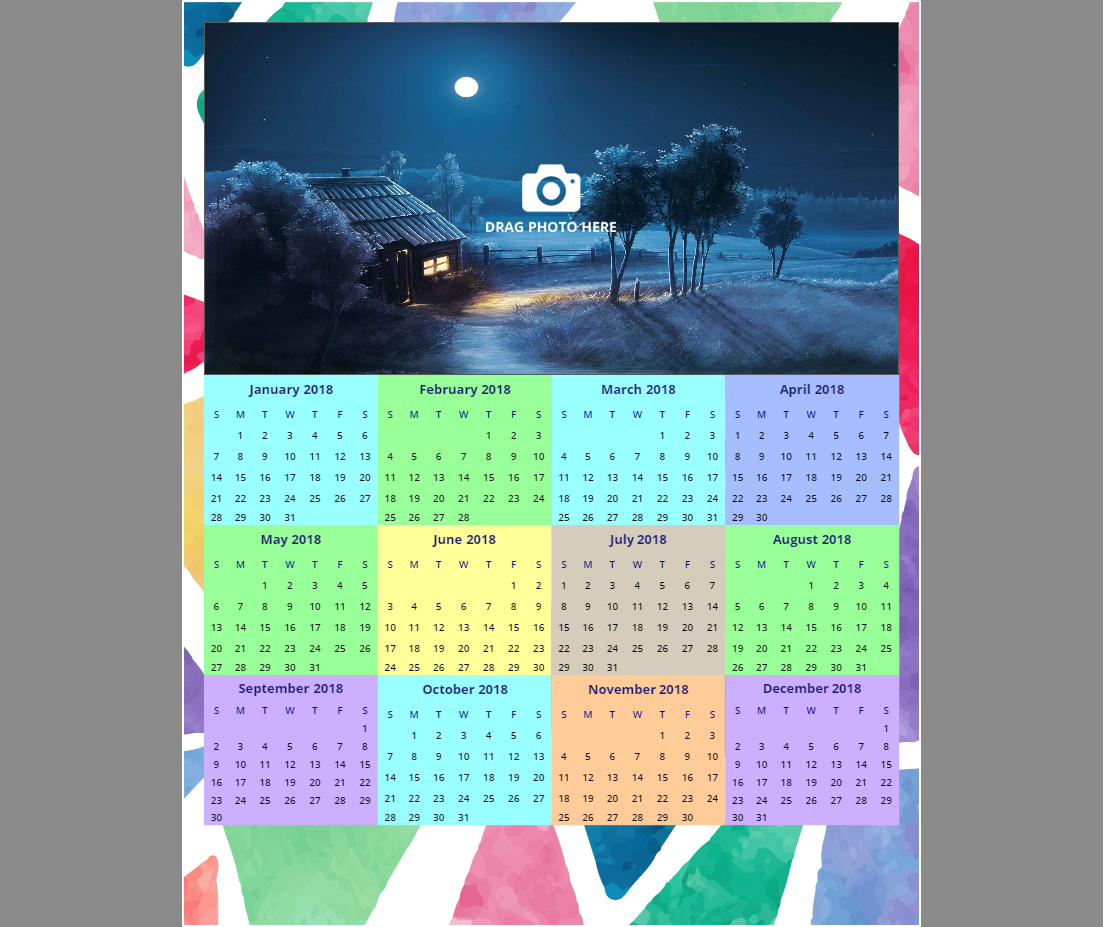 DRAG PHOTO HERE
January 2018
S M T W T F S
1 2 3 4 5 6
7 8 9 10 11 12 13
14 15 16 17 18 19 20
21 22 23 24 25 26 27
28 29 30 31
February 2018
S M T W T F S
1 2 3
4 5 6 7 8 9 10
11 12 13 14 15 16 17
18 19 20 21 22 23 24
25 26 27 28
March 2018
S M T W T F S
1 2 3
4 5 6 7 8 9 10
11 12 13 14 15 16 17
18 19 20 21 22 23 24
25 26 27 28 29 30 31
April 2018
S M T W T F S
1 2 3 4 5 6 7
8 9 10 11 12 13 14
15 16 17 18 19 20 21
22 23 24 25 26 27 28
29 30
May 2018
S M T W T F S
1 2 3 4 5
6 7 8 9 10 11 12
13 14 15 16 17 18 19
20 21 22 23 24 25 26
27 28 29 30 31
June 2018
S M T W T F S
1 2
3 4 5 6 7 8 9
10 11 12 13 14 15 16
17 18 19 20 21 22 23
24 25 26 27 28 29 30
July 2018
S M T W T F S
1 2 3 4 5 6 7
8 9 10 11 12 13 14
15 16 17 18 19 20 21
22 23 24 25 26 27 28
29 30 31
August 2018
S M T W T F S
1 2 3 4
5 6 7 8 9 10 11
12 13 14 15 16 17 18
19 20 21 22 23 24 25
26 27 28 29 30 31
September 2018
S M T W T F S
1
2 3 4 5 6 7 8
9 10 11 12 13 14 15
16 17 18 19 20 21 22
23 24 25 26 27 28 29
30
October 2018
S M T W T F S
1 2 3 4 5 6
7 8 9 10 11 12 13
14 15 16 17 18 19 20
21 22 23 24 25 26 27
28 29 30 31
November 2018
S M T W T F S
1 2 3
4 5 6 7 8 9 10
11 12 13 14 15 16 17
18 19 20 21 22 23 24
25 26 27 28 29 30
December 2018
S M T W T F S
1
2 3 4 5 6 7 8
9 10 11 12 13 14 15
16 17 18 19 20 21 22
23 24 25 26 27 28 29
30 31